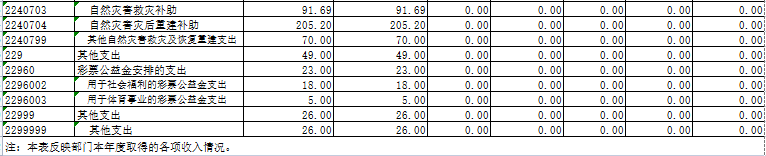 2240703 自然灾害救灾补助 91.69 91.69 0.00 0.00 0.00 0.00 0.00
2240704 自然灾害灾后重建补助 205.20 205.20 0.00 0.00 0.00 0.00 0.00
2240799 其他自然灾害救灾及恢复重建支出 70.00 70.00 0.00 0.00 0.00 0.00 0.00
229 其他支出 49.00 49.00 0.00 0.00 0.00 0.00 0.00
22960 彩票公益金安排的支出 23.00 23.00 0.00 0.00 0.00 0.00 0.00
2296002 用于社会福利的彩票公益金支出 18.00 18.00 0.00 0.00 0.00 0.00 0.00
2296003 用于体育事业的彩票公益金支出 5.00 5.00 0.00 0.00 0.00 0.00 0.00
22999 其他支出 26.00 26.00 0.00 0.00 0.00 0.00 0.00
2299999 其他支出 26.00 26.00 0.00 0.00 0.00 0.00 0.00
注：本表反映部门本年度取得的各项收入情况。